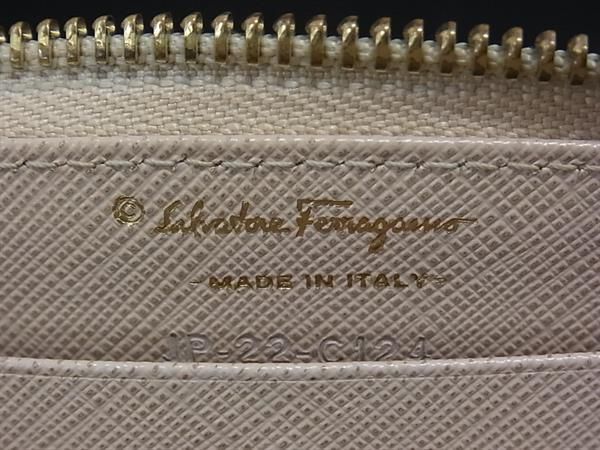 © Salvatore Ferragamo
-MADE IN ITALY-
JP-22-C124